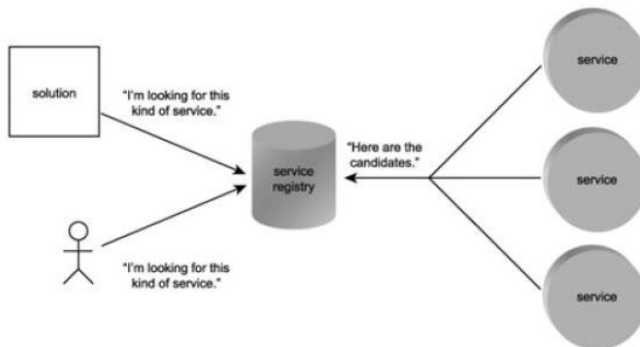 solution
"I'm looking for this
kind of service."
service
registry
"Here are the
candidates."
service
service
service
"I'm looking for this
kind of service."